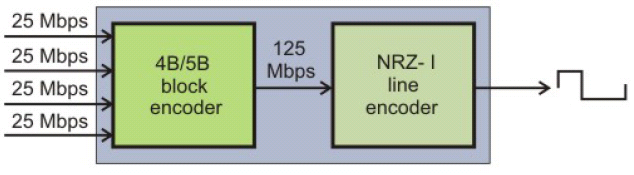 25 Mbps
25 Mbps
25 Mbps
25 Mbps
4B/5B
block
encoder
125
Mbps
NRZ- I
line
encoder